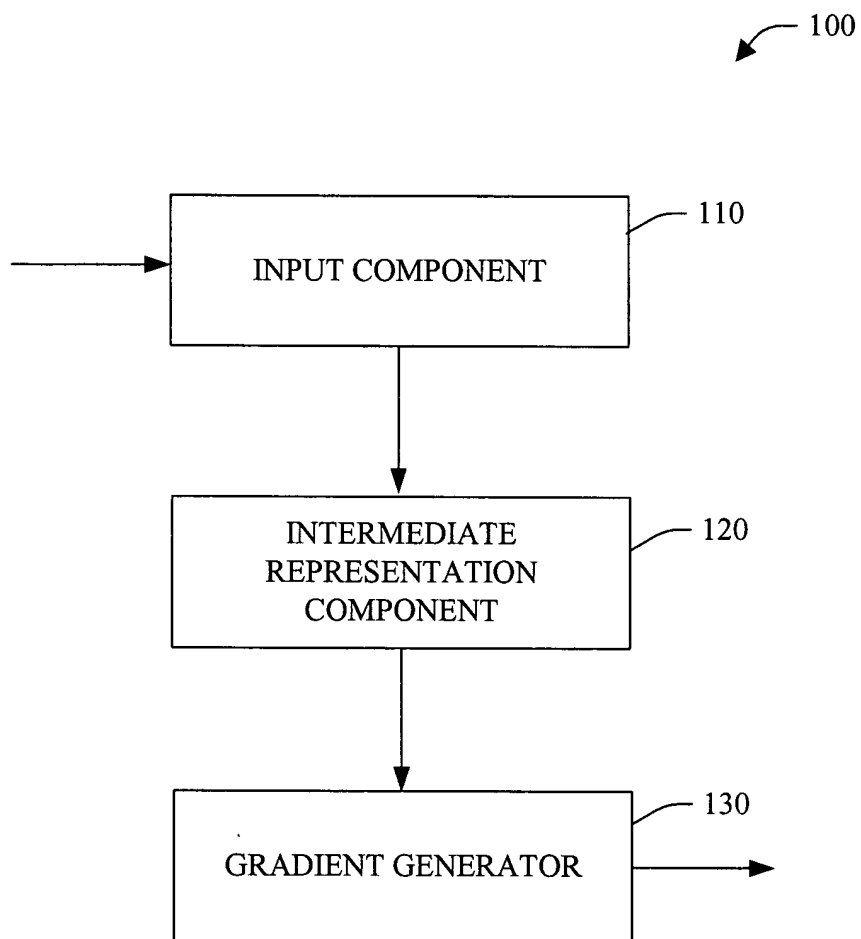 100
110
INPUT COMPONENT
120
INTERMEDIATE
REPRESENTATION
COMPONENT
130
GRADIENT GENERATOR